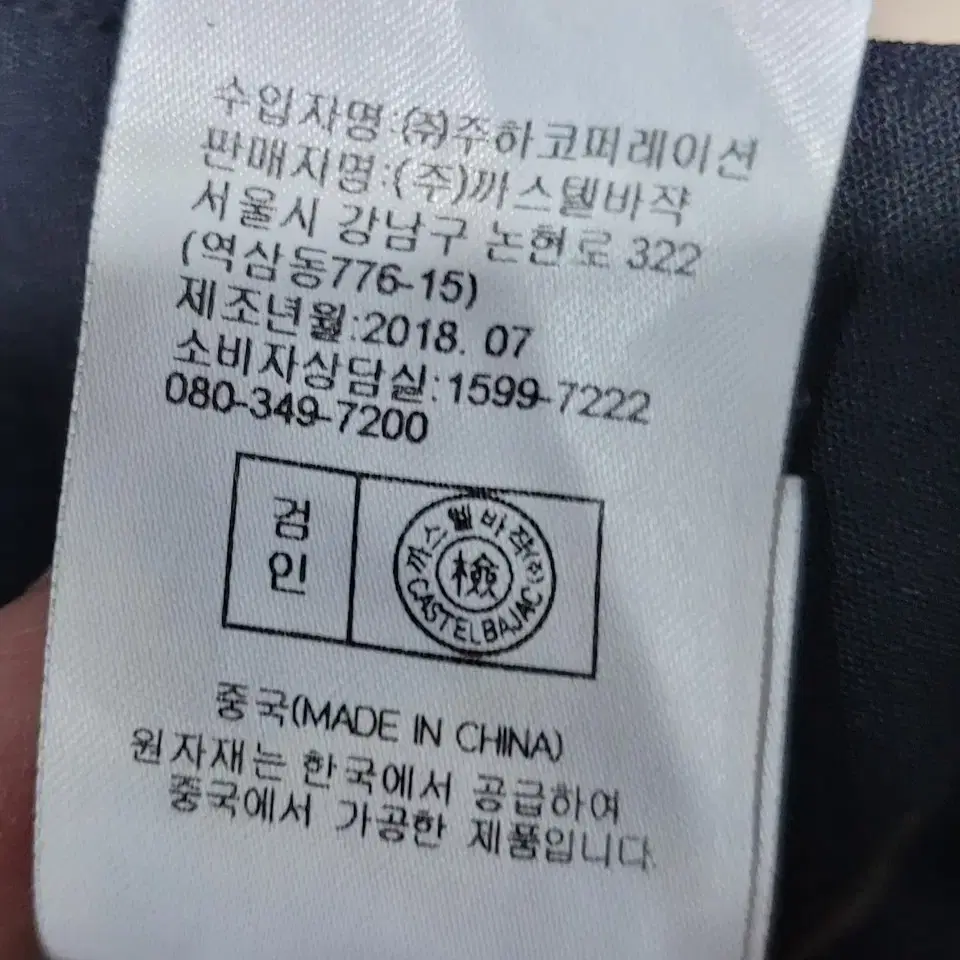 수입자명:(주)주하코퍼레이션
판매자명:(주)까스텔바쟉
서울시 강남구 논현로 322
(역삼동776-15)
제조년월:2018. 07
소비자상담실:1599-7222
080-349-7200
검인
까스텔바쟉(주)
檢
CASTELBAJAC
중국(MADE IN CHINA)
원자재는 한국에서 공급하여
중국에서 가공한 제품입니다.